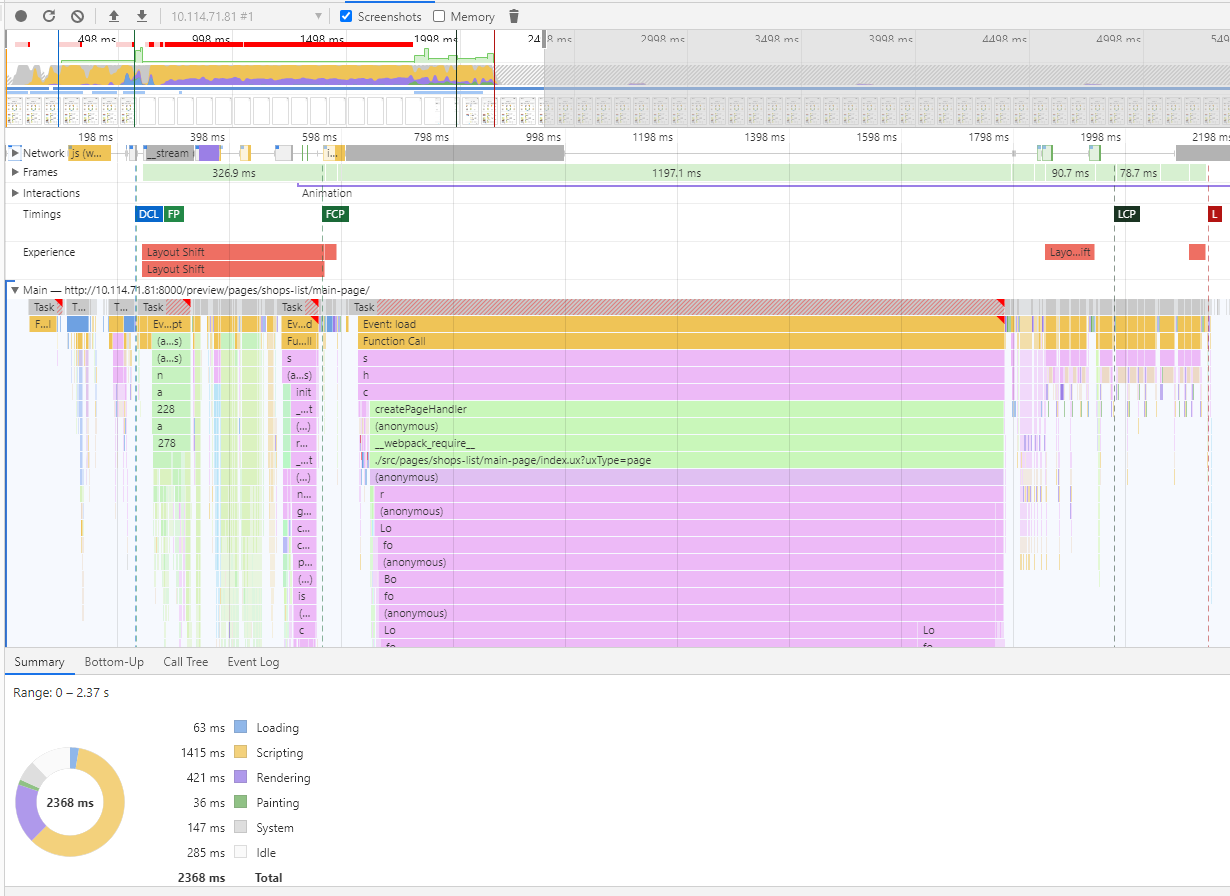 10.114.71.81 #1 Screenshots Memory
498 ms 998 ms 1498 ms 1998 ms 2998 ms 3498 ms 3998 ms 4498 ms 4998 ms
198 ms 398 ms 598 ms 798 ms 998 ms 1198 ms 1398 ms 1598 ms 1798 ms 1998 ms 2198 ms
Network js (w... __stream i...
Frames 326.9 ms 1197.1 ms 90.7 ms 78.7 ms
Interactions Animation
Timings DCL FP FCP LCP L
Experience Layout Shift Layo...ift
Layout Shift
Main — http://10.114.71.81:8000/preview/pages/shops-list/main-page/
Task T... T... Task Task Task
F...l Ev...pt Ev...d Event: load
(a...s) Fu...ll Function Call
(a...s) s s
n (a...s) h
a init c
228 _...t createPageHandler
a (...) (anonymous)
278 r... __webpack_require__
_...t ./src/pages/shops-list/main-page/index.ux?uxType=page
(...) (anonymous)
n... r
g... (anonymous)
c... Lo
c... fo
p... (anonymous)
(...) Bo
is fo
(... (anonymous)
c Lo Lo
fo fo
Summary Bottom-Up Call Tree Event Log
Range: 0 – 2.37 s
63 ms Loading
1415 ms Scripting
421 ms Rendering
2368 ms
36 ms Painting
147 ms System
285 ms Idle
2368 ms Total